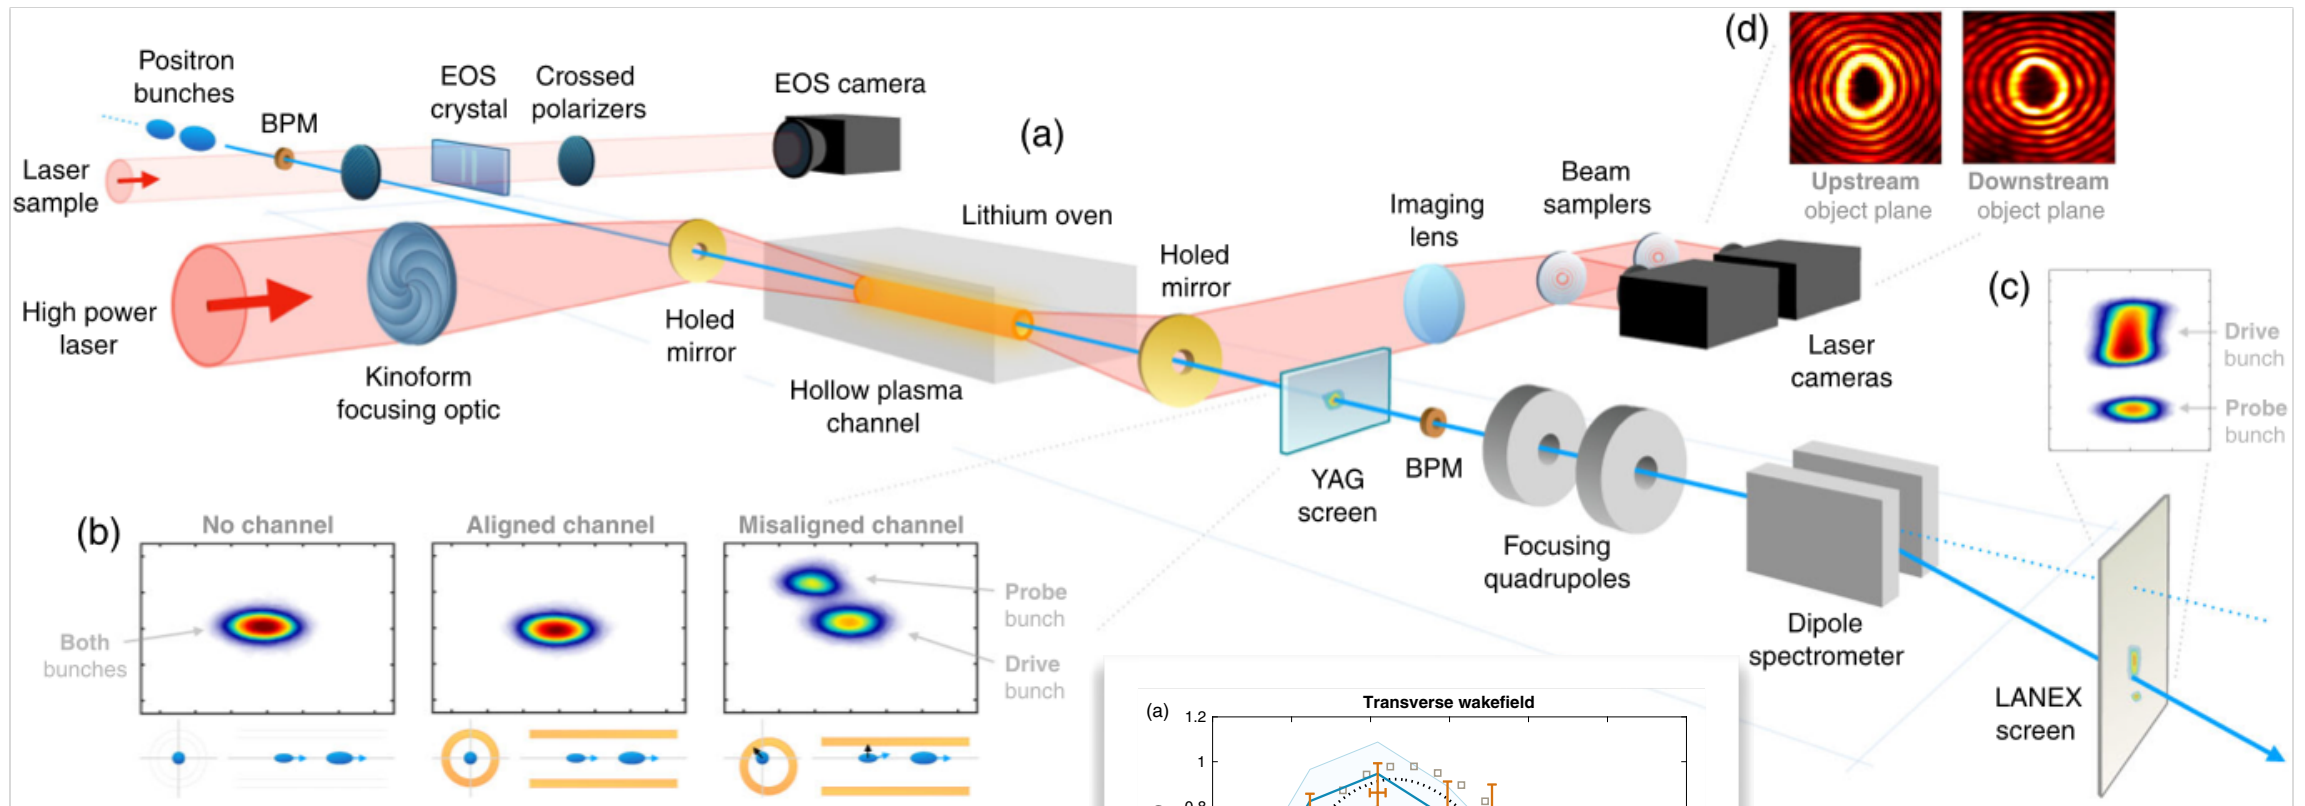 (a)
Positron
bunches
BPM
EOS
crystal
Crossed
polarizers
EOS camera
Laser
sample
High power
laser
Kinoform
focusing optic
Holed
mirror
Lithium oven
Hollow plasma
channel
Holed
mirror
Imaging
lens
Beam
samplers
Laser
cameras
YAG
screen
BPM
Focusing
quadrupoles
Dipole
spectrometer
LANEX
screen
(d)
Upstream
object plane
Downstream
object plane
(c)
Drive
bunch
Probe
bunch
(b)
No channel
Aligned channel
Misaligned channel
Both
bunches
Probe
bunch
Drive
bunch
(a)
Transverse wakefield
1.2
1
0.8